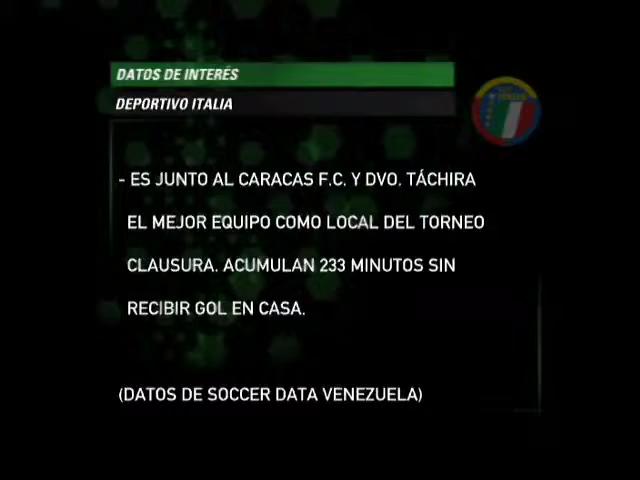 DATOS DE INTERÉS
DEPORTIVO ITALIA
- ES JUNTO AL CARACAS F.C. Y DVO. TÁCHIRA
EL MEJOR EQUIPO COMO LOCAL DEL TORNEO
CLAUSURA. ACUMULAN 233 MINUTOS SIN
RECIBIR GOL EN CASA.
(DATOS DE SOCCER DATA VENEZUELA)